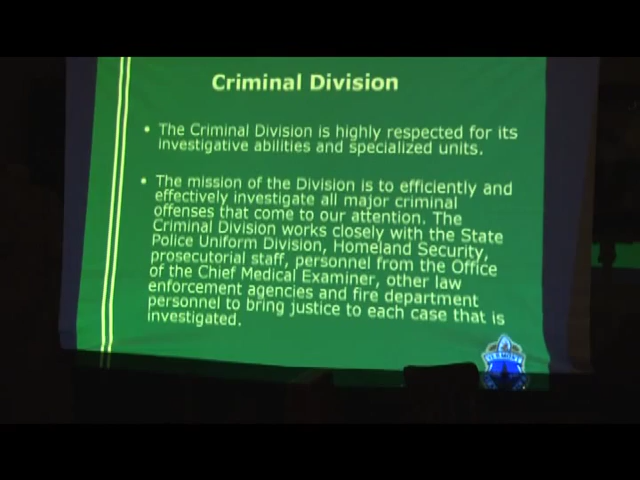 Criminal Division
• The Criminal Division is highly respected for its
investigative abilities and specialized units.
• The mission of the Division is to efficiently and
effectively investigate all major criminal
offenses that come to our attention. The
Criminal Division works closely with the State
Police Uniform Division, Homeland Security,
prosecutorial staff, personnel from the Office
of the Chief Medical Examiner, other law
enforcement agencies and fire department
personnel to bring justice to each case that is
investigated.
VERMONT